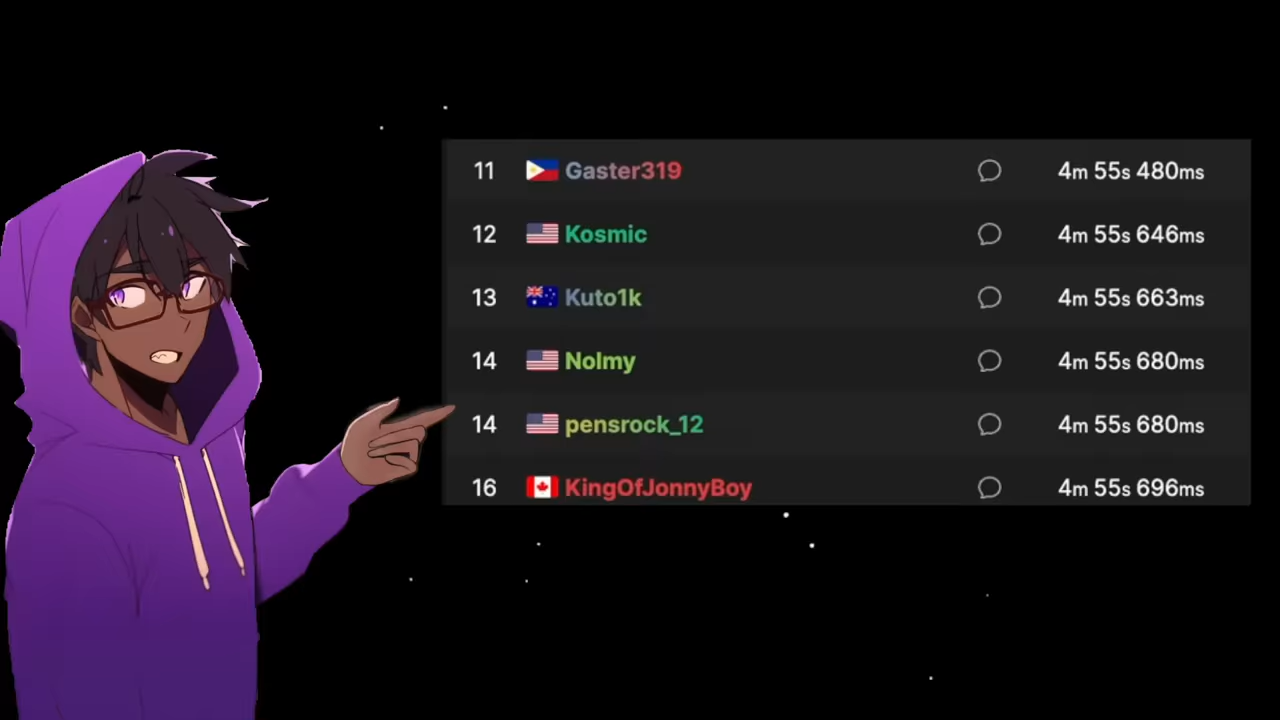 11 Gaster319 4m 55s 480ms
12 Kosmic 4m 55s 646ms
13 Kuto1k 4m 55s 663ms
14 Nolmy 4m 55s 680ms
14 pensrock_12 4m 55s 680ms
16 KingOfJonnyBoy 4m 55s 696ms